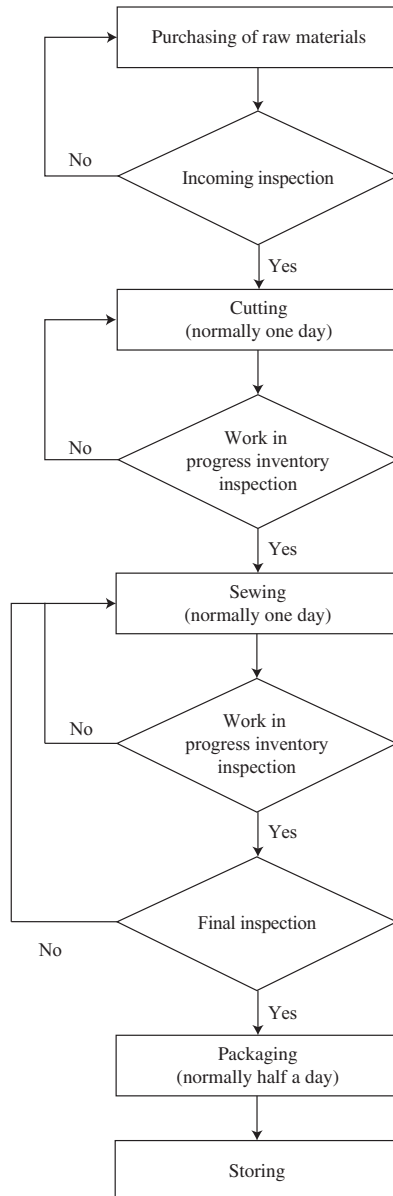 Purchasing of raw materials
No
Incoming inspection
Yes
Cutting
(normally one day)
No
Work in
progress inventory
inspection
Yes
Sewing
(normally one day)
No
Work in
progress inventory
inspection
Yes
Final inspection
No
Yes
Packaging
(normally half a day)
Storing